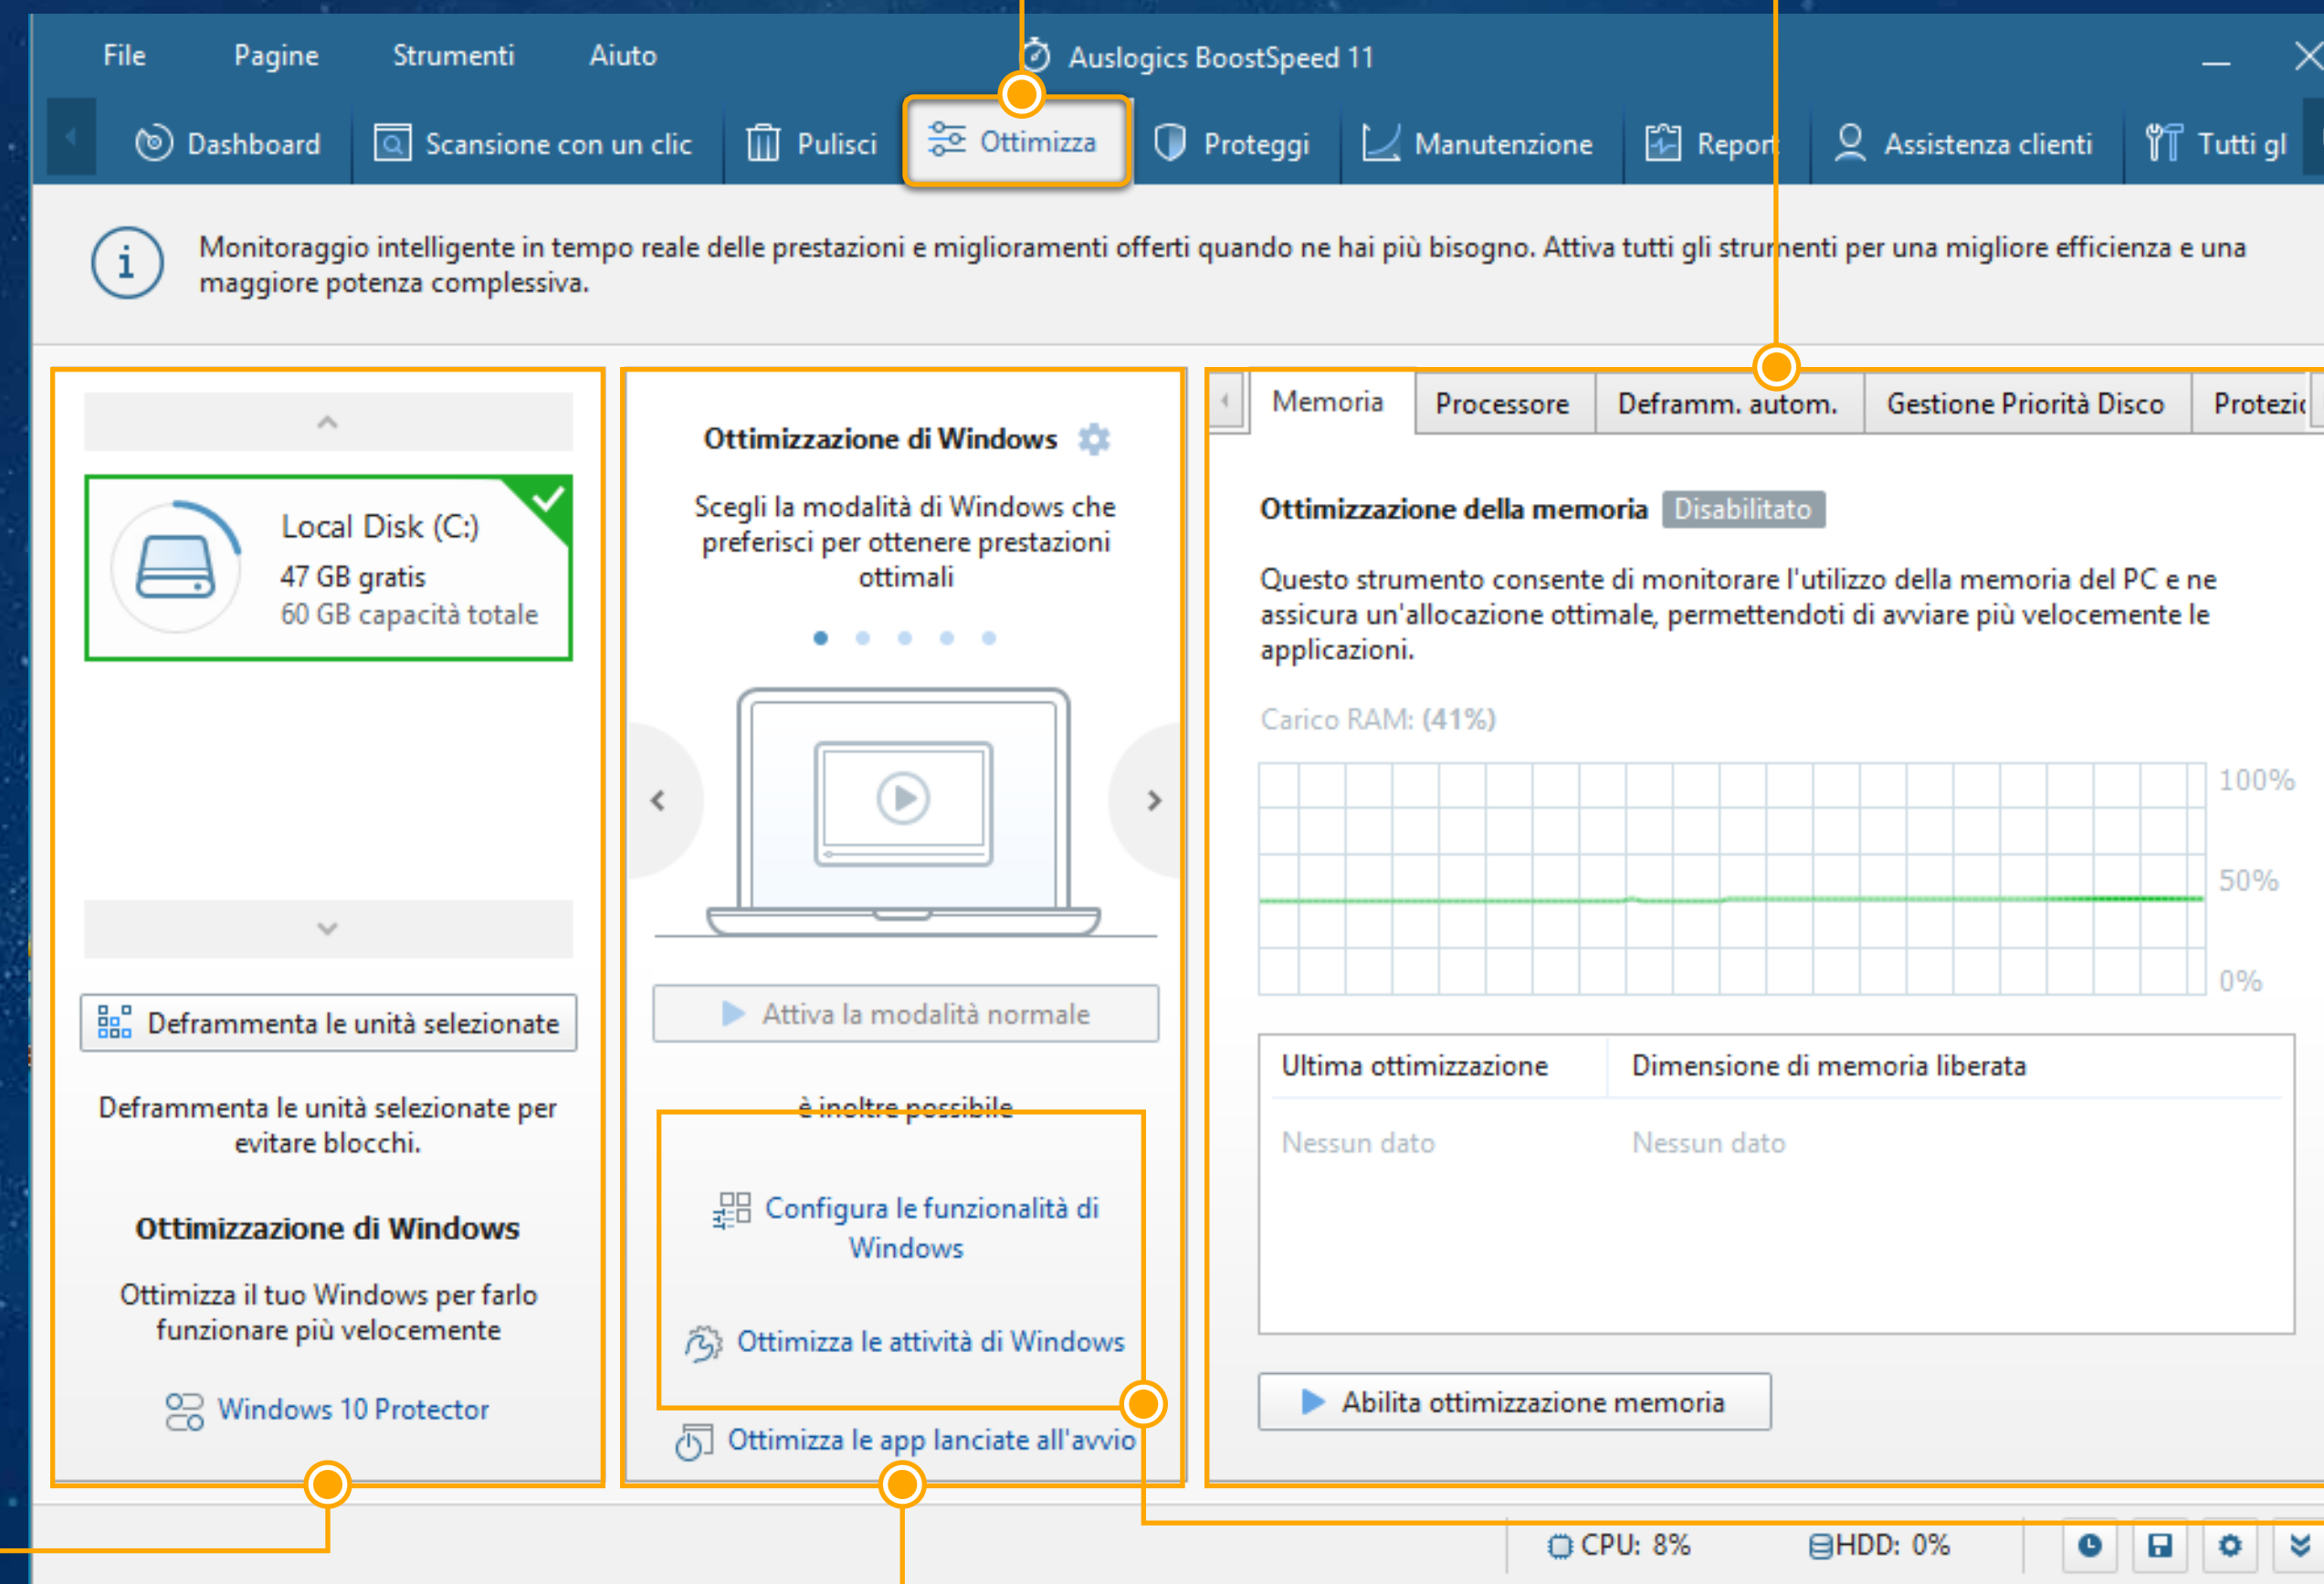 File Pagine Strumenti Aiuto Auslogics BoostSpeed 11
Dashboard Scansione con un clic Pulisci Ottimizza Proteggi Manutenzione Report Assistenza clienti Tutti gl
Monitoraggio intelligente in tempo reale delle prestazioni e miglioramenti offerti quando ne hai più bisogno. Attiva tutti gli strumenti per una migliore efficienza e una
maggiore potenza complessiva.
Local Disk (C:)
47 GB gratis
60 GB capacità totale
Deframmenta le unità selezionate
Deframmenta le unità selezionate per
evitare blocchi.
Ottimizzazione di Windows
Ottimizza il tuo Windows per farlo
funzionare più velocemente
Windows 10 Protector
Ottimizzazione di Windows
Scegli la modalità di Windows che
preferisci per ottenere prestazioni
ottimali
Attiva la modalità normale
è inoltre possibile
Configura le funzionalità di
Windows
Ottimizza le attività di Windows
Ottimizza le app lanciate all'avvio
Memoria Processore Deframm. autom. Gestione Priorità Disco Protezio
Ottimizzazione della memoria Disabilitato
Questo strumento consente di monitorare l'utilizzo della memoria del PC e ne
assicura un'allocazione ottimale, permettendoti di avviare più velocemente le
applicazioni.
Carico RAM: (41%)
100%
50%
0%
Ultima ottimizzazione Dimensione di memoria liberata
Nessun dato Nessun dato
Abilita ottimizzazione memoria
CPU: 8% HDD: 0%